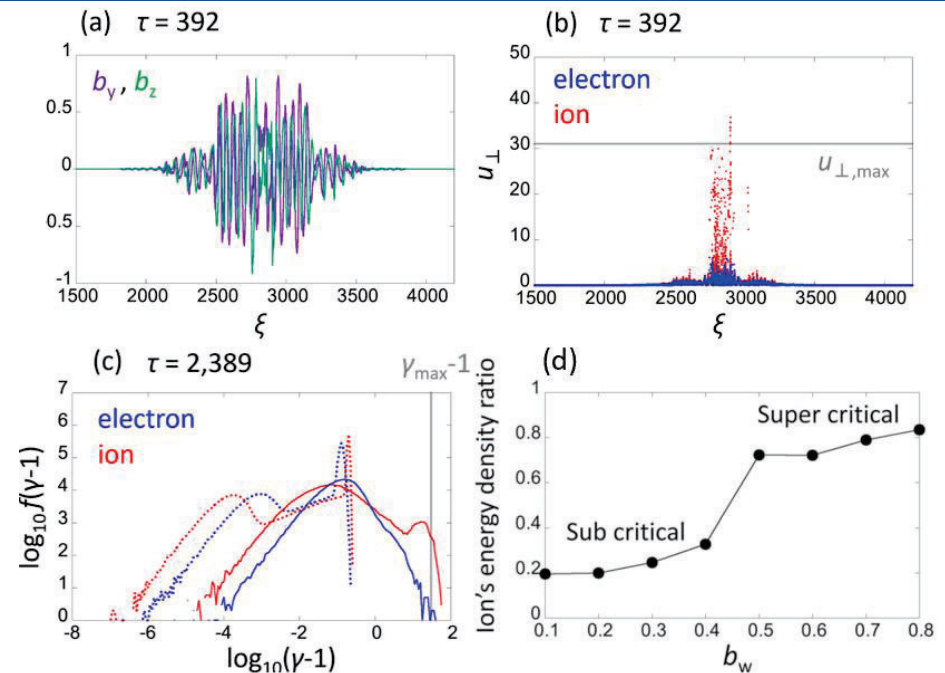 (a) τ = 392
b_y, b_z
1
0.5
0
0.5
-1
1500 2000 2500 3000 3500 4000
ξ
(b) τ = 392
electron
ion
u⊥
50
40
30
20
10
0
u⊥,max
1500 2000 2500 3000 3500 4000
ξ
(c) τ = 2,389
γmax-1
electron
ion
log10 f(γ-1)
7
6
5
4
3
2
1
0
-8 -6 -4 -2 0 2
log10(γ-1)
(d)
Ion's energy density ratio
1
0.8
0.6
0.4
0.2
0
Super critical
Sub critical
0.1 0.2 0.3 0.4 0.5 0.6 0.7 0.8
b_w